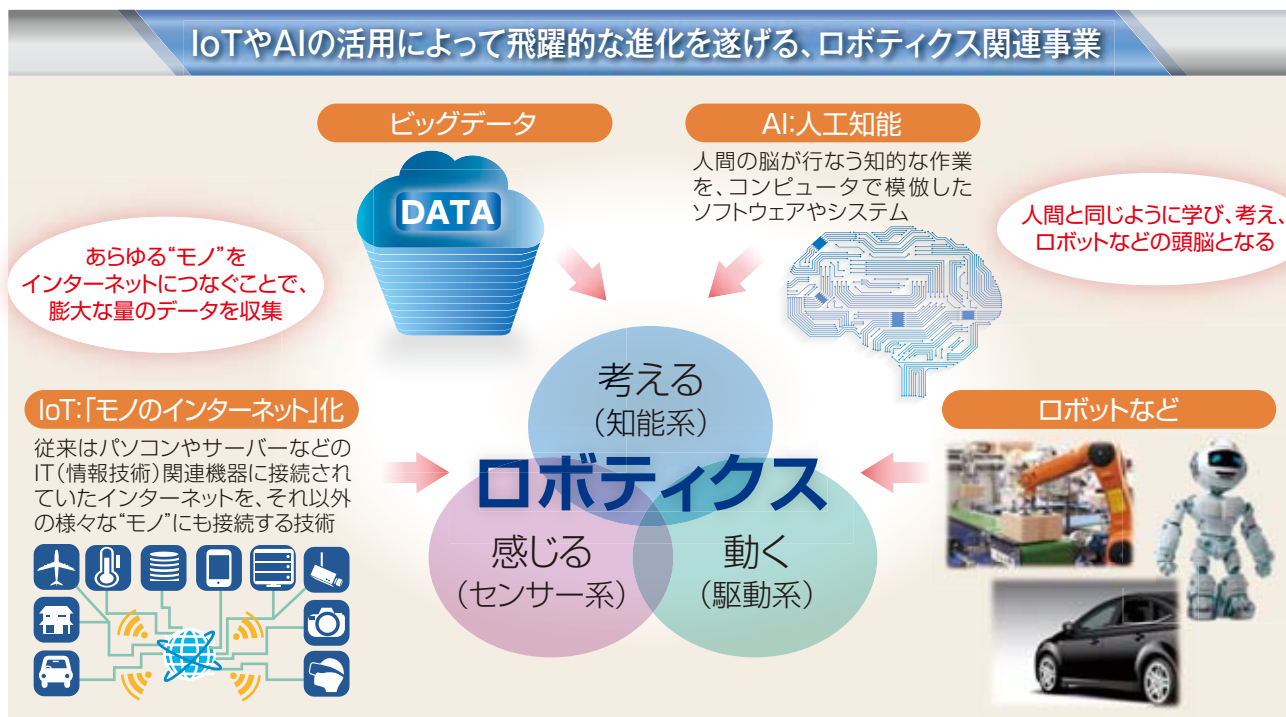 IoTやAIの活用によって飛躍的な進化を遂げる、ロボティクス関連事業
ビッグデータ
DATA
AI:人工知能
人間の脳が行なう知的な作業
を、コンピュータで模倣した
ソフトウェアやシステム
人間と同じように学び、考え、
ロボットなどの頭脳となる
あらゆる“モノ”を
インターネットにつなぐことで、
膨大な量のデータを収集
IoT:「モノのインターネット」化
従来はパソコンやサーバーなどの
IT(情報技術)関連機器に接続され
ていたインターネットを、それ以外
の様々な“モノ”にも接続する技術
考える
(知能系)
ロボティクス
感じる
(センサー系)
動く
(駆動系)
ロボットなど